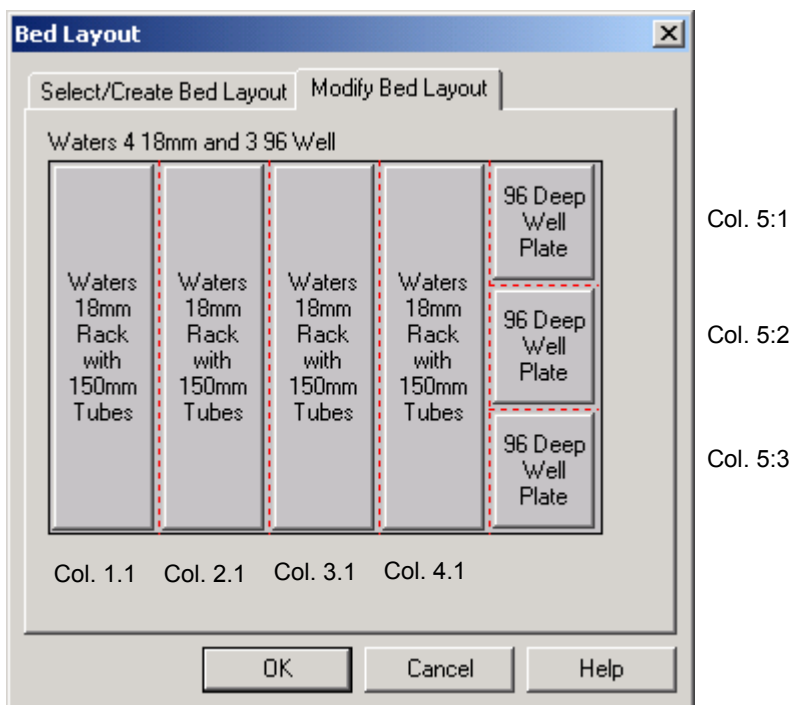 Bed Layout
Select/Create Bed Layout
Modify Bed Layout
Waters 4 18mm and 3 96 Well
Waters
18mm
Rack
with
150mm
Tubes
Waters
18mm
Rack
with
150mm
Tubes
Waters
18mm
Rack
with
150mm
Tubes
Waters
18mm
Rack
with
150mm
Tubes
96 Deep
Well
Plate
Col. 5:1
96 Deep
Well
Plate
Col. 5:2
96 Deep
Well
Plate
Col. 5:3
Col. 1.1
Col. 2.1
Col. 3.1
Col. 4.1
OK
Cancel
Help